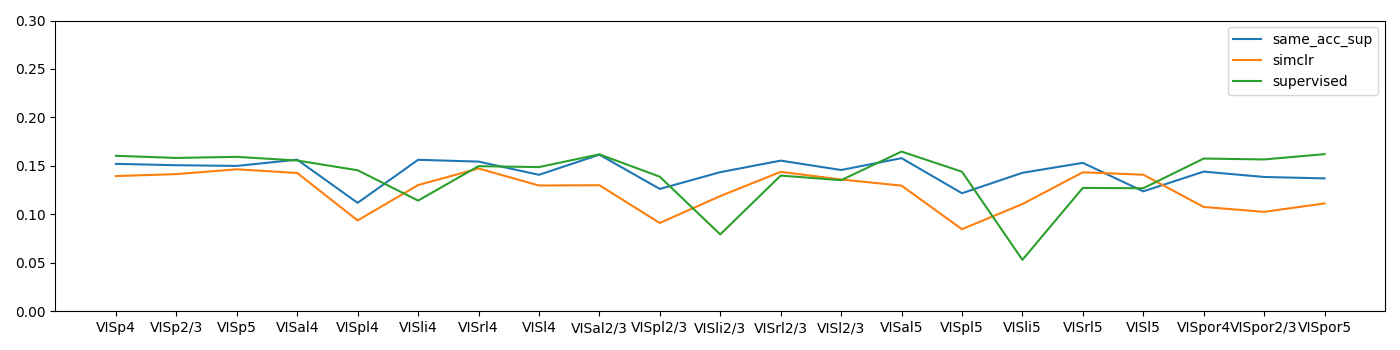 0.30
0.25
0.20
0.15
0.10
0.05
0.00
same_acc_sup
simclr
supervised
VISp4 VISp2/3 VISp5 VISal4 VISpl4 VISli4 VISrl4 VISl4 VISal2/3 VISpl2/3 VISli2/3 VISrl2/3 VISl2/3 VISal5 VISpl5 VISli5 VISrl5 VISl5 VISpor4 VISpor2/3 VISpor5